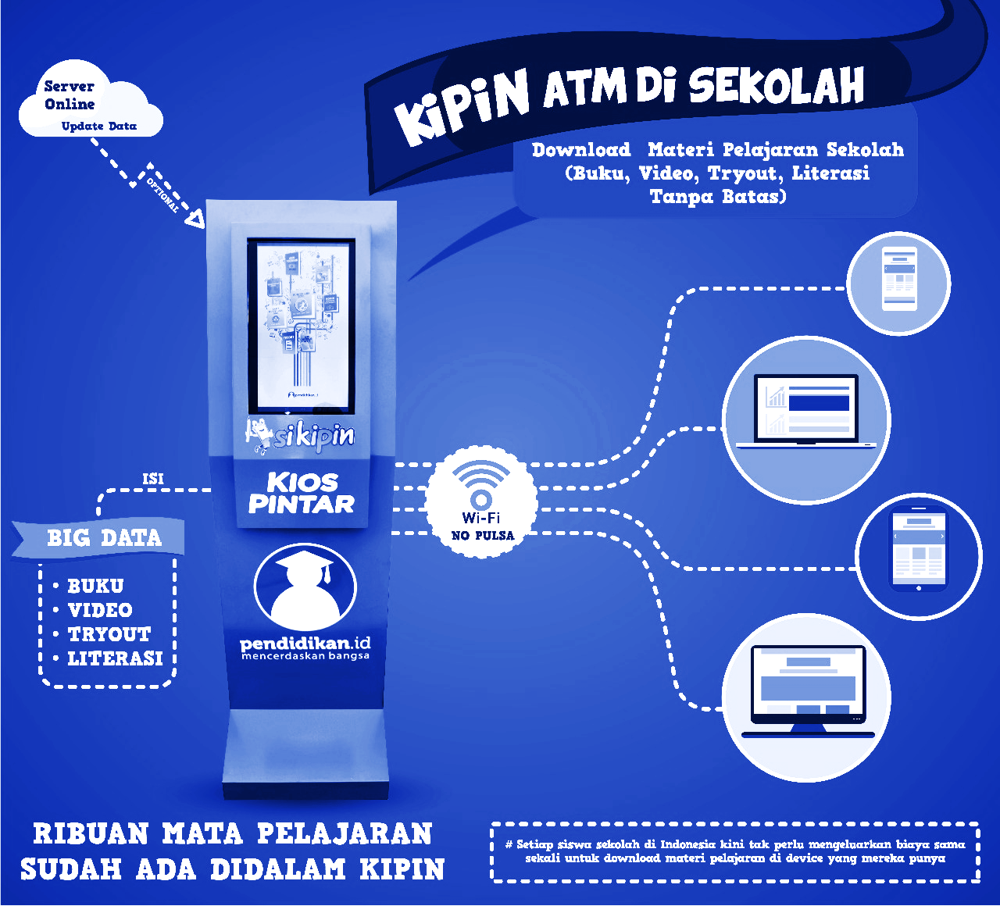 KiPiN ATM Di SEKOLAH
Download Materi Pelajaran Sekolah
(Buku, Video, Tryout, Literasi
Tanpa Batas)
Server
Online
Update Data
OPTIONAL
pendidikan.id
sikipin
KIOS
PINTAR
ISI
BIG DATA
• BUKU
• VIDEO
• TRYOUT
• LITERASI
Wi-Fi
NO PULSA
pendidikan.id
mencerdaskan bangsa
RIBUAN MATA PELAJARAN
SUDAH ADA DIDALAM KIPIN
# Setiap siswa sekolah di Indonesia kini tak perlu mengeluarkan biaya sama
sekali untuk download materi pelajaran di device yang mereka punya